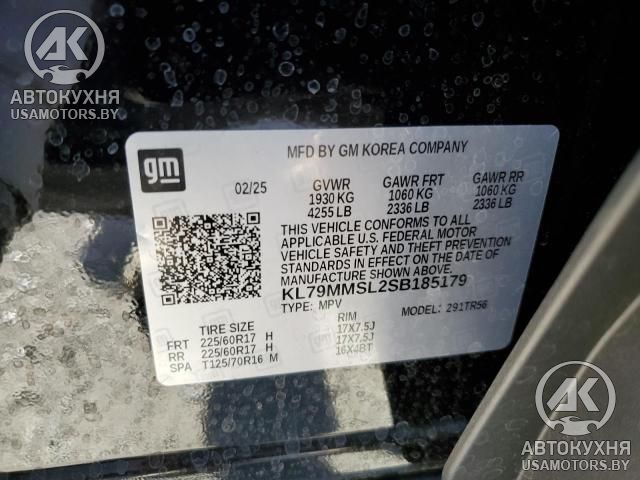 AK
АВТОКУХНЯ
USAMOTORS.BY
gm
MFD BY GM KOREA COMPANY
02/25 GVWR GAWR FRT GAWR RR
1930 KG 1060 KG 1060 KG
4255 LB 2336 LB 2336 LB
THIS VEHICLE CONFORMS TO ALL
APPLICABLE U.S. FEDERAL MOTOR
VEHICLE SAFETY AND THEFT PREVENTION
STANDARDS IN EFFECT ON THE DATE OF
MANUFACTURE SHOWN ABOVE.
KL79MMSL2SB185179
TYPE: MPV MODEL: 291TR56
TIRE SIZE RIM
FRT 225/60R17 H 17X7.5J
RR 225/60R17 H 17X7.5J
SPA T125/70R16 M 16X4BT
AK
АВТОКУХНЯ
USAMOTORS.BY